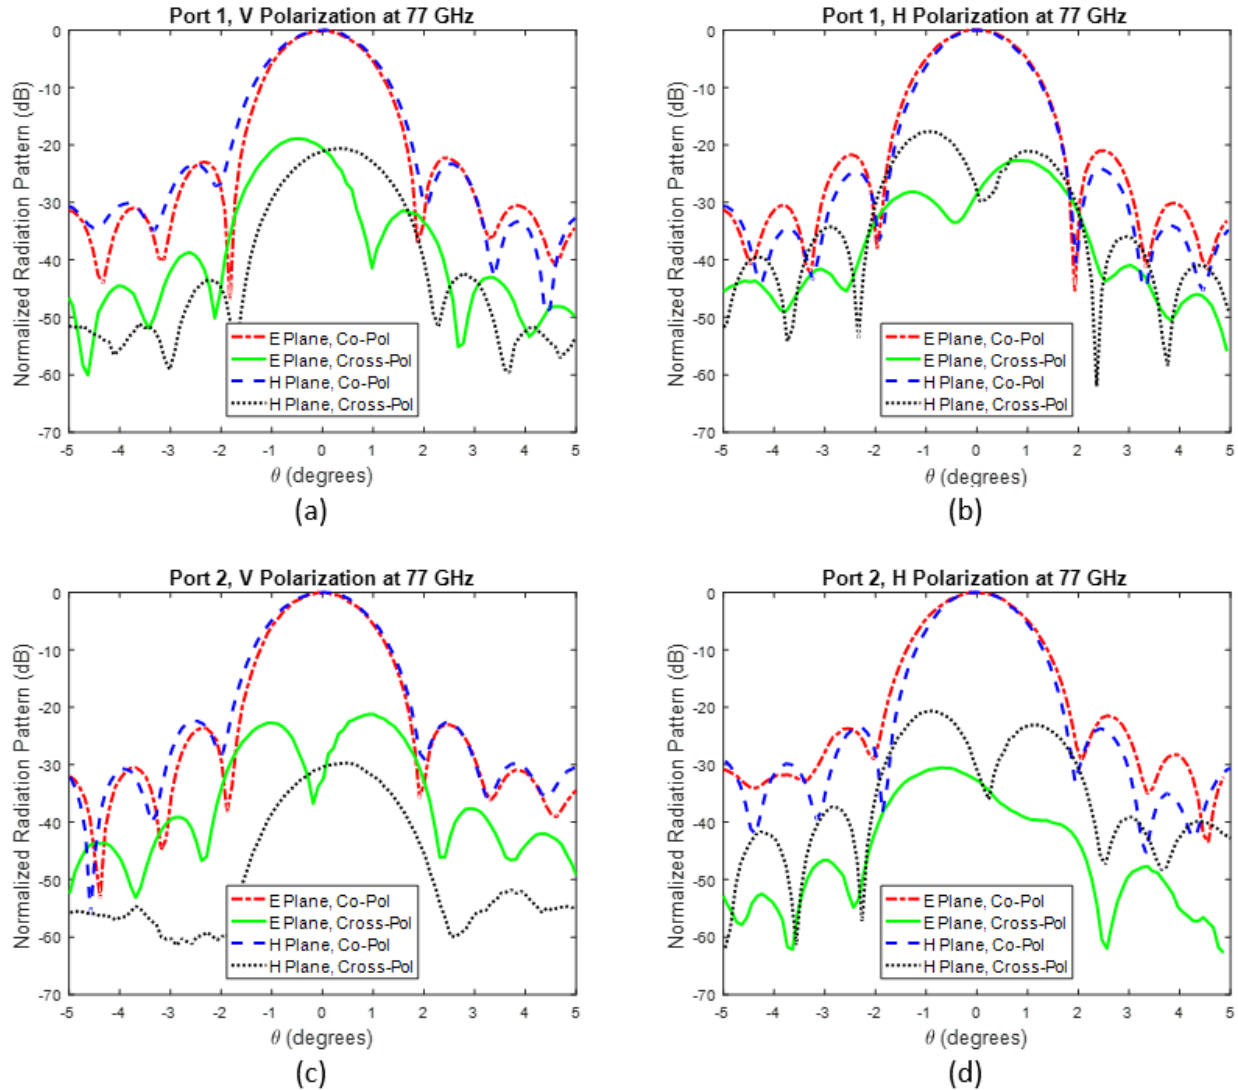 Port 1, V Polarization at 77 GHz
Normalized Radiation Pattern (dB)
0
-10
-20
-30
-40
-50
-60
-70
E Plane, Co-Pol
E Plane, Cross-Pol
H Plane, Co-Pol
H Plane, Cross-Pol
-5 -4 -3 -2 -1 0 1 2 3 4 5
θ (degrees)
(a)
Port 1, H Polarization at 77 GHz
Normalized Radiation Pattern (dB)
0
-10
-20
-30
-40
-50
-60
-70
E Plane, Co-Pol
E Plane, Cross-Pol
H Plane, Co-Pol
H Plane, Cross-Pol
-5 -4 -3 -2 -1 0 1 2 3 4 5
θ (degrees)
(b)
Port 2, V Polarization at 77 GHz
Normalized Radiation Pattern (dB)
0
-10
-20
-30
-40
-50
-60
-70
E Plane, Co-Pol
E Plane, Cross-Pol
H Plane, Co-Pol
H Plane, Cross-Pol
-5 -4 -3 -2 -1 0 1 2 3 4 5
θ (degrees)
(c)
Port 2, H Polarization at 77 GHz
Normalized Radiation Pattern (dB)
0
-10
-20
-30
-40
-50
-60
-70
E Plane, Co-Pol
E Plane, Cross-Pol
H Plane, Co-Pol
H Plane, Cross-Pol
-5 -4 -3 -2 -1 0 1 2 3 4 5
θ (degrees)
(d)